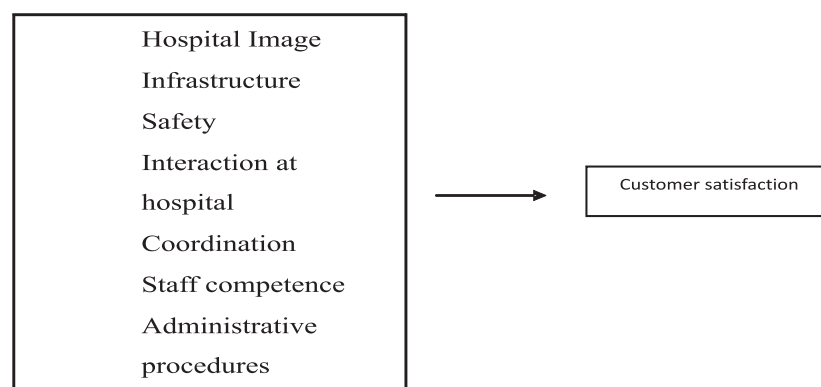 Hospital Image
Infrastructure
Safety
Interaction at
hospital
Coordination
Staff competence
Administrative
procedures
Customer satisfaction